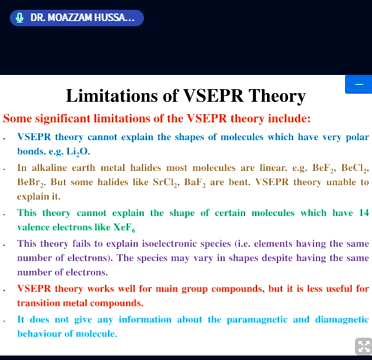 DR. MOAZZAM HUSSA...
Limitations of VSEPR Theory
Some significant limitations of the VSEPR theory include:
• VSEPR theory cannot explain the shapes of molecules which have very polar
bonds. e.g. Li₂O.
• In alkaline earth metal halides most molecules are linear. e.g. BeF₂, BeCl₂,
BeBr₂. But some halides like SrCl₂, BaF₂ are bent. VSEPR theory unable to
explain it.
• This theory cannot explain the shape of certain molecules which have 14
valence electrons like XeF₆
• This theory fails to explain isoelectronic species (i.e. elements having the same
number of electrons). The species may vary in shapes despite having the same
number of electrons.
• VSEPR theory works well for main group compounds, but it is less useful for
transition metal compounds.
• It does not give any information about the paramagnetic and diamagnetic
behaviour of molecule.